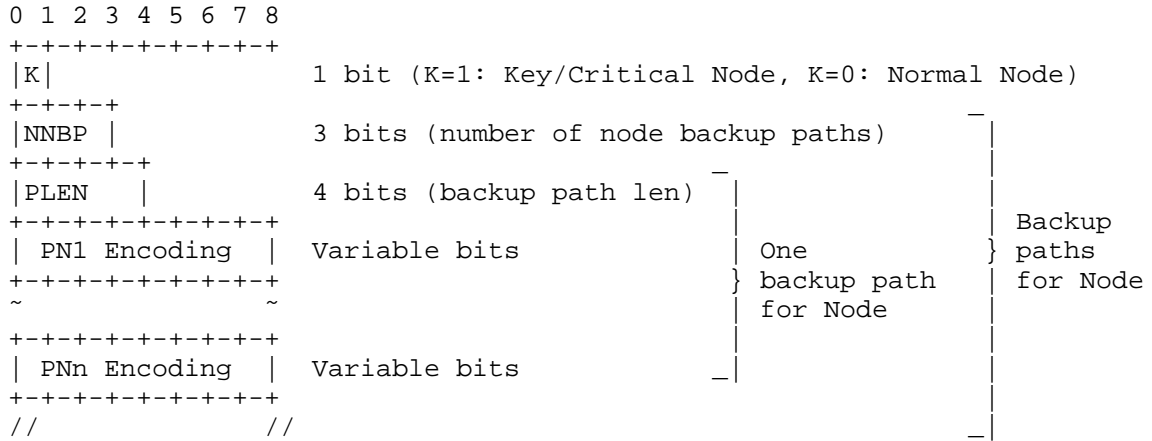 0 1 2 3 4 5 6 7 8
+-+-+-+-+-+-+-+-+
|K|                1 bit (K=1: Key/Critical Node, K=0: Normal Node)
+-+-+-+                                                      _
|NNBP |            3 bits (number of node backup paths)       |
+-+-+-+-+                                    _                |
|PLEN   |          4 bits (backup path len)   |               |
+-+-+-+-+-+-+-+-+                             |               | Backup
| PN1 Encoding  |  Variable bits              | One           } paths
+-+-+-+-+-+-+-+-+                             } backup path   | for Node
~               ~                             | for Node      |
+-+-+-+-+-+-+-+-+                             |               |
| PNn Encoding  |  Variable bits             _|               |
+-+-+-+-+-+-+-+-+                                             |
//              //                                           _|